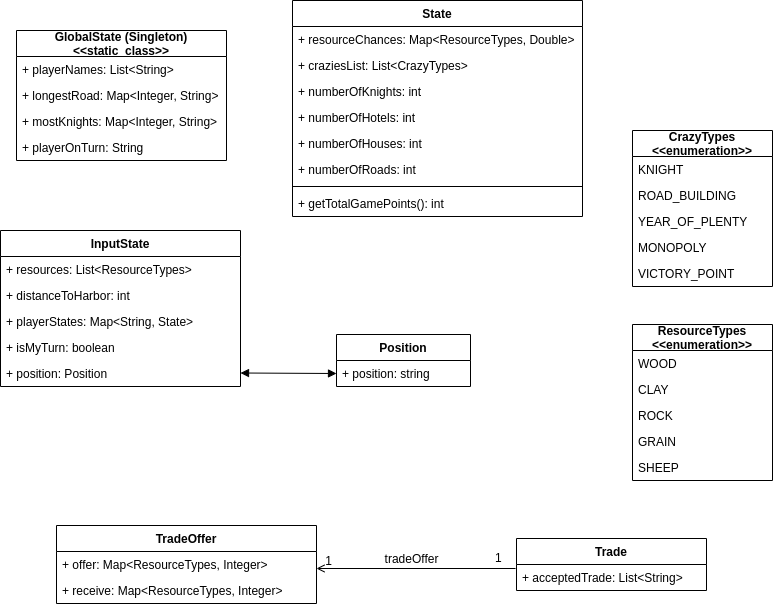 GlobalState (Singleton)
<<static_class>>
+ playerNames: List<String>
+ longestRoad: Map<Integer, String>
+ mostKnights: Map<Integer, String>
+ playerOnTurn: String
State
+ resourceChances: Map<ResourceTypes, Double>
+ craziesList: List<CrazyTypes>
+ numberOfKnights: int
+ numberOfHotels: int
+ numberOfHouses: int
+ numberOfRoads: int
+ getTotalGamePoints(): int
CrazyTypes
<<enumeration>>
KNIGHT
ROAD_BUILDING
YEAR_OF_PLENTY
MONOPOLY
VICTORY_POINT
InputState
+ resources: List<ResourceTypes>
+ distanceToHarbor: int
+ playerStates: Map<String, State>
+ isMyTurn: boolean
+ position: Position
Position
+ position: string
ResourceTypes
<<enumeration>>
WOOD
CLAY
ROCK
GRAIN
SHEEP
TradeOffer
+ offer: Map<ResourceTypes, Integer>
+ receive: Map<ResourceTypes, Integer>
1 tradeOffer 1
Trade
+ acceptedTrade: List<String>